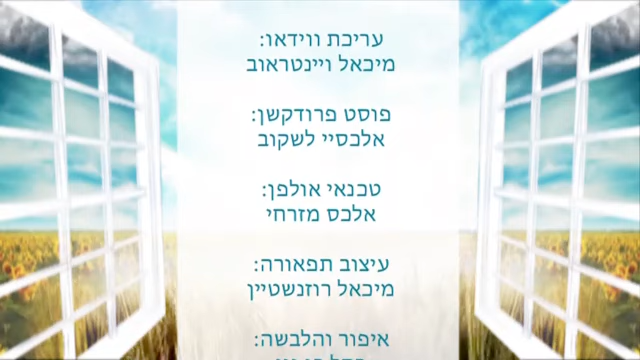 עריכת ווידאו:
מיכאל ויינטראוב
פוסט פרודקשן:
אלכסיי לשקוב
טכנאי אולפן:
אלכס מזרחי
עיצוב תפאורה:
מיכאל רוזנשטיין
איפור והלבשה: